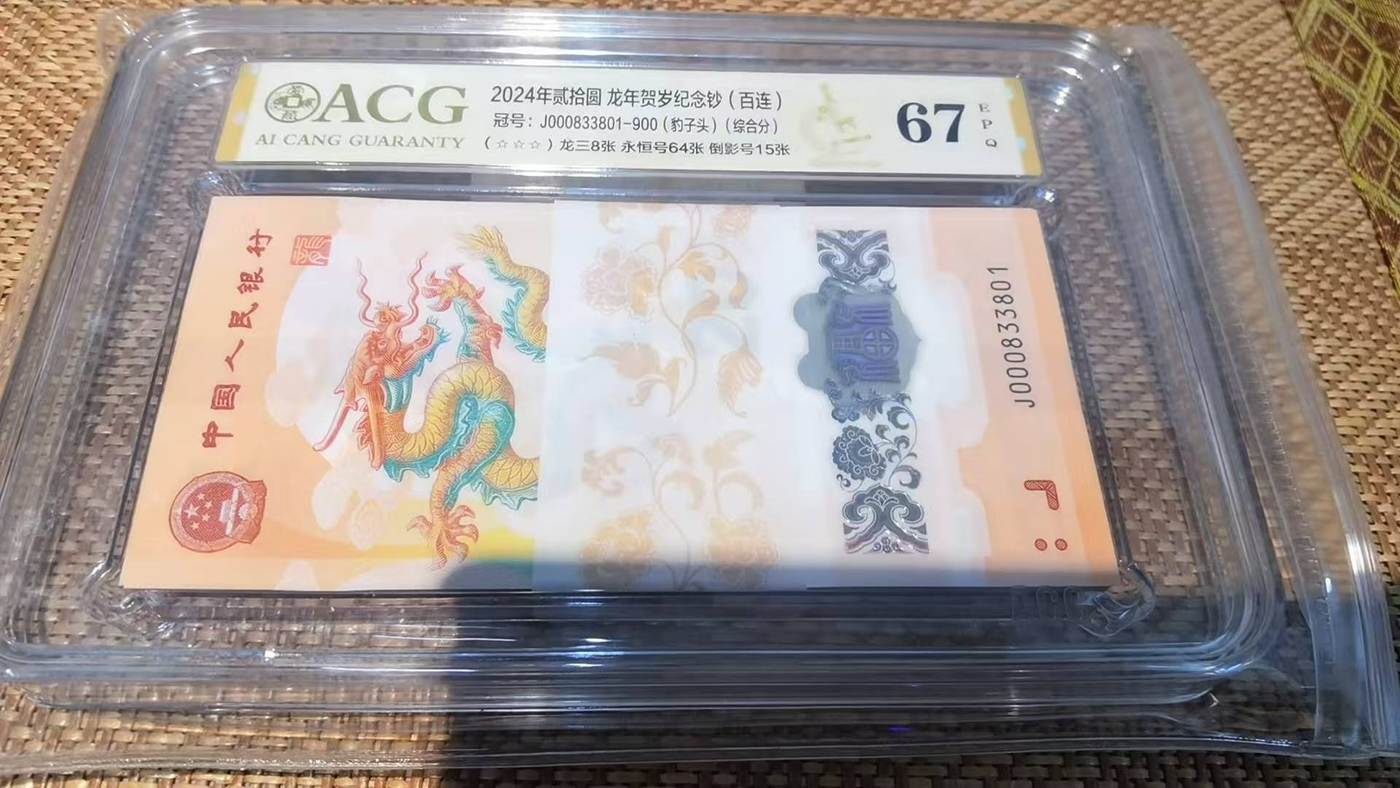 ACG
AI CANG GUARANTY
2024年贰拾圆 龙年贺岁纪念钞（百连）
冠号：J000833801-900（豹子头）（综合分）
（☆☆☆）龙三8张 永恒号64张 倒影号15张
67
EPQ
中国人民银行
J000833801